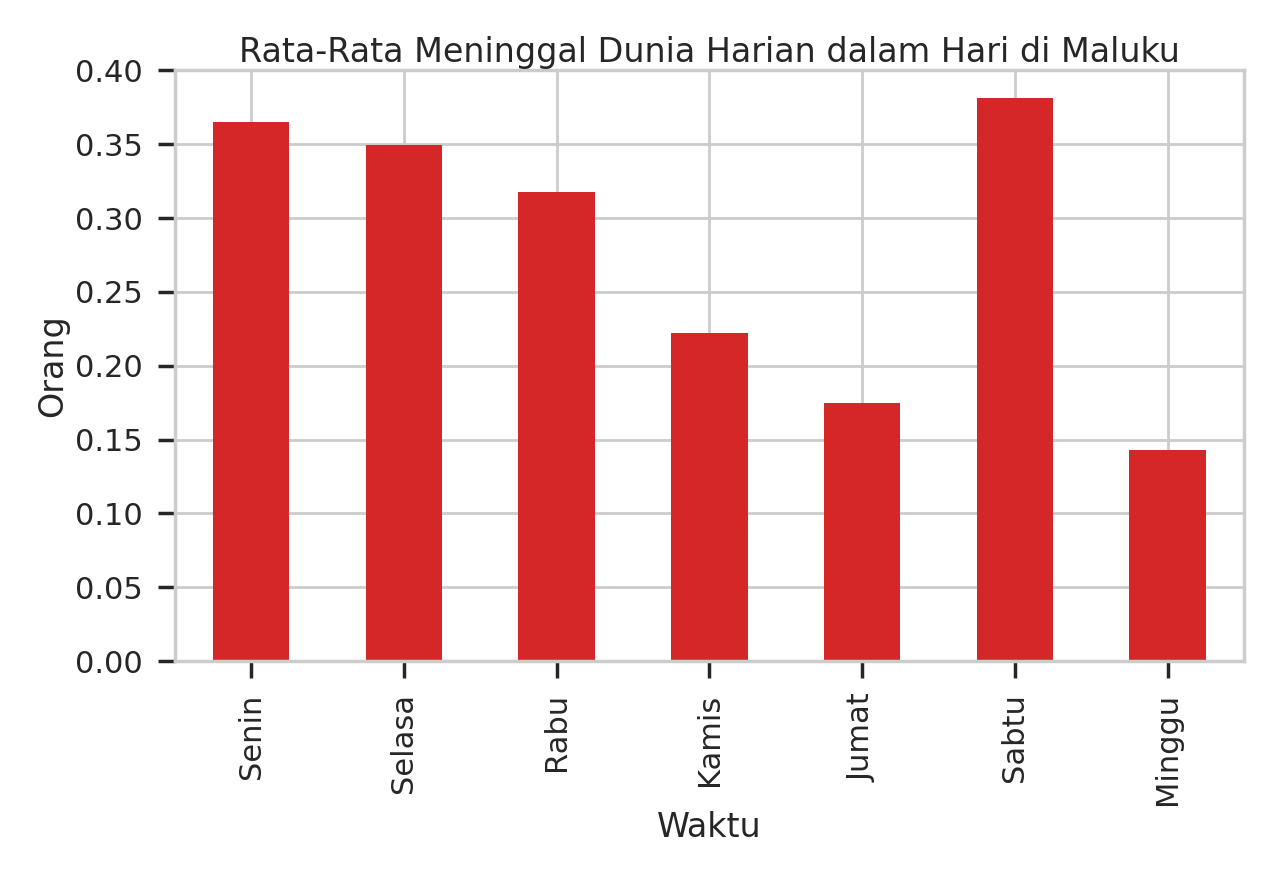 Rata-Rata Meninggal Dunia Harian dalam Hari di Maluku
0.40
0.35
0.30
0.25
0.20
0.15
0.10
0.05
0.00
Orang
Senin
Selasa
Rabu
Kamis
Jumat
Sabtu
Minggu
Waktu